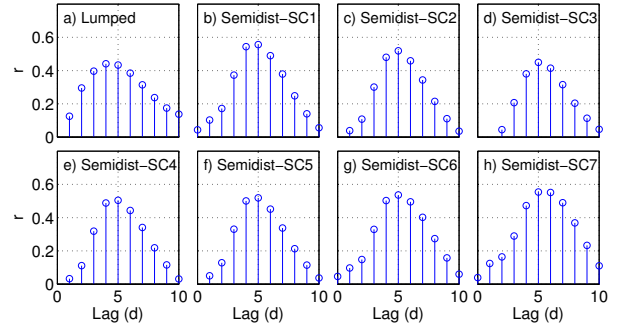 a) Lumped
b) Semidist-SC1
c) Semidist-SC2
d) Semidist-SC3
0.6
0.4
0.2
0
r
e) Semidist-SC4
f) Semidist-SC5
g) Semidist-SC6
h) Semidist-SC7
0.6
0.4
0.2
0
r
0 5 10 0 5 10 0 5 10 0 5 10
Lag (d) Lag (d) Lag (d) Lag (d)